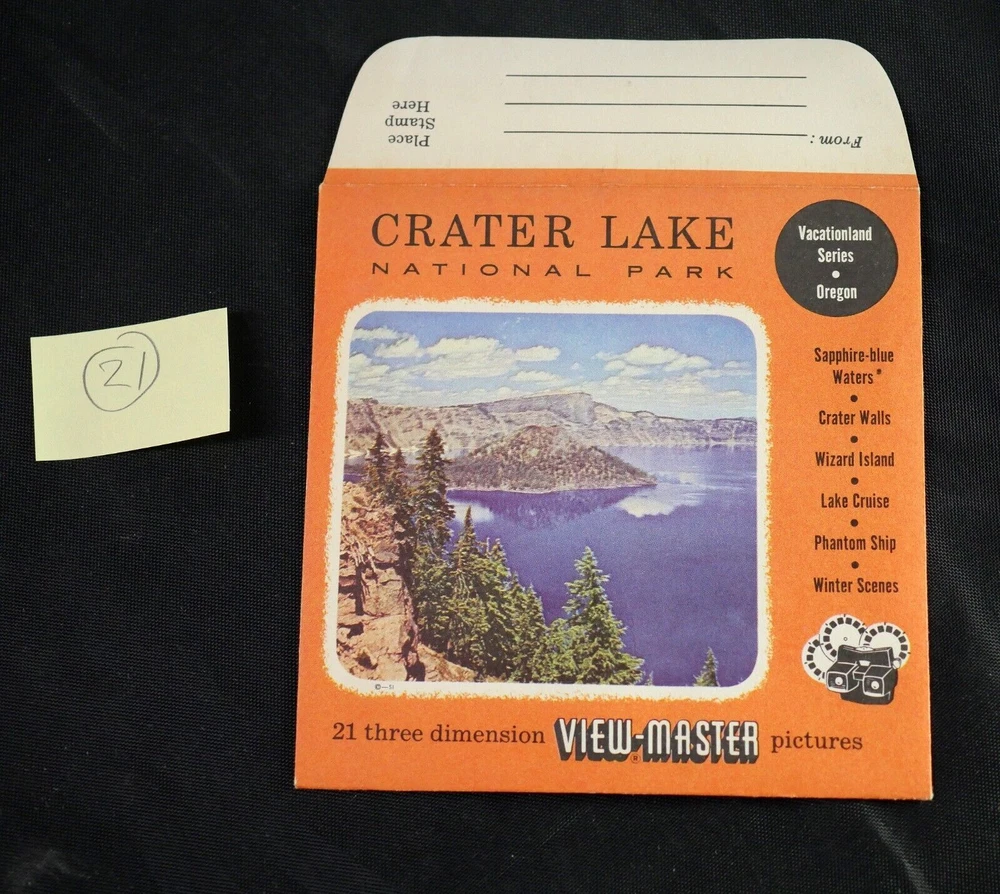 Place
Stamp
Here
From:
CRATER LAKE
NATIONAL PARK
Vacationland
Series
•
Oregon
Sapphire-blue
Waters*
•
Crater Walls
•
Wizard Island
•
Lake Cruise
•
Phantom Ship
•
Winter Scenes
©—SI
21 three dimension VIEW-MASTER® pictures
21